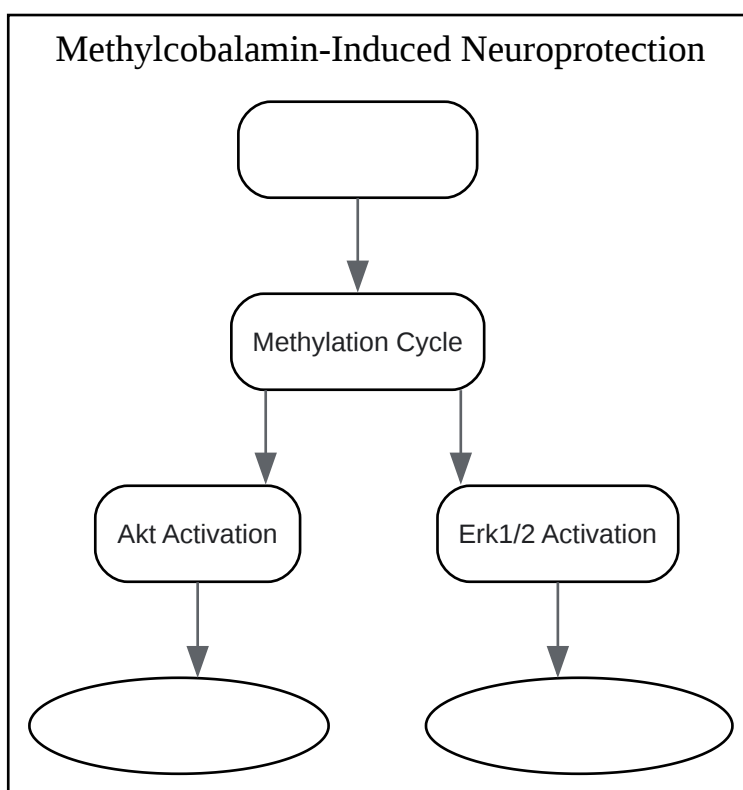 Methylcobalamin-Induced Neuroprotection
Methylation Cycle
Akt Activation
Erk1/2 Activation